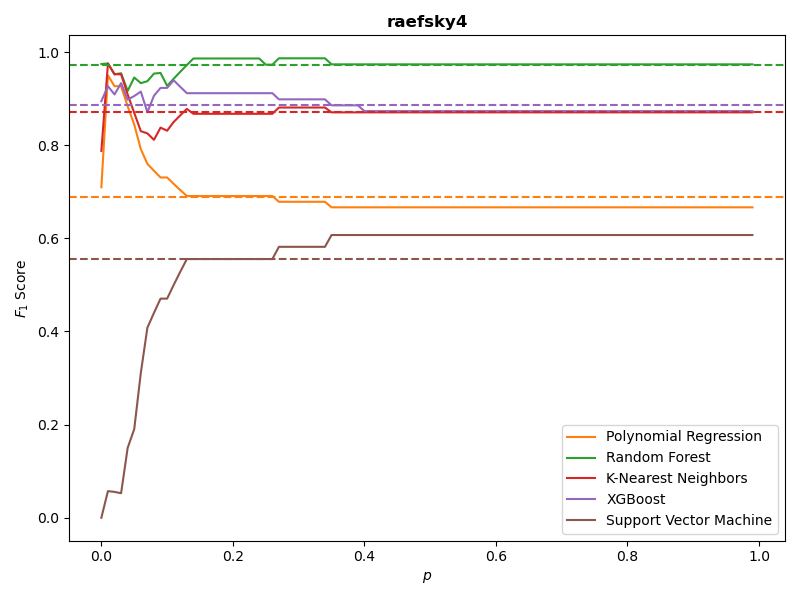 raefsky4
F1 Score
1.0
0.8
0.6
0.4
0.2
0.0
0.0 0.2 0.4 0.6 0.8 1.0
p
Polynomial Regression
Random Forest
K-Nearest Neighbors
XGBoost
Support Vector Machine